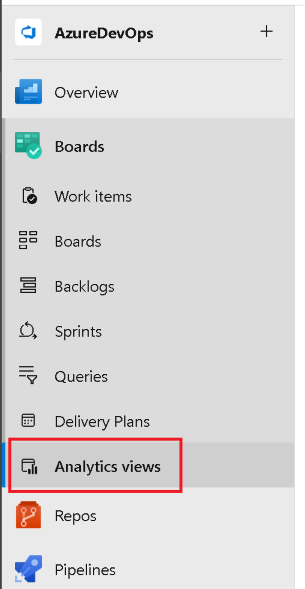 AzureDevOps +
Overview
Boards
Work items
Boards
Backlogs
Sprints
Queries
Delivery Plans
Analytics views
Repos
Pipelines